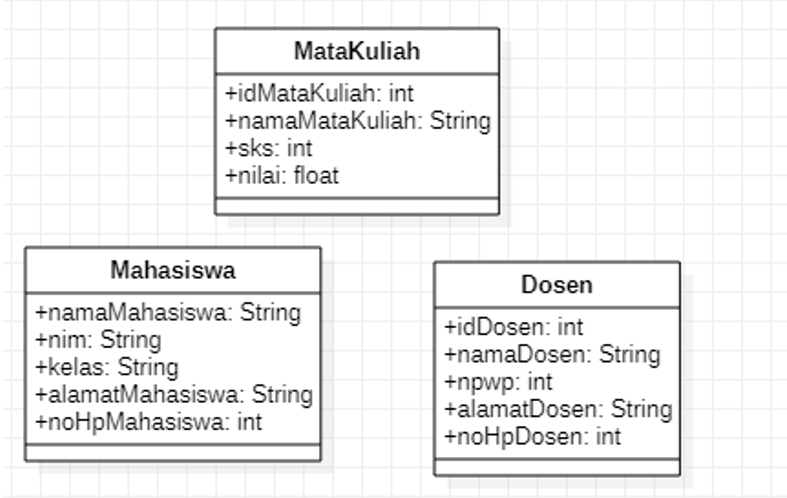 MataKuliah
+idMataKuliah: int
+namaMataKuliah: String
+sks: int
+nilai: float
Mahasiswa
+namaMahasiswa: String
+nim: String
+kelas: String
+alamatMahasiswa: String
+noHpMahasiswa: int
Dosen
+idDosen: int
+namaDosen: String
+npwp: int
+alamatDosen: String
+noHpDosen: int